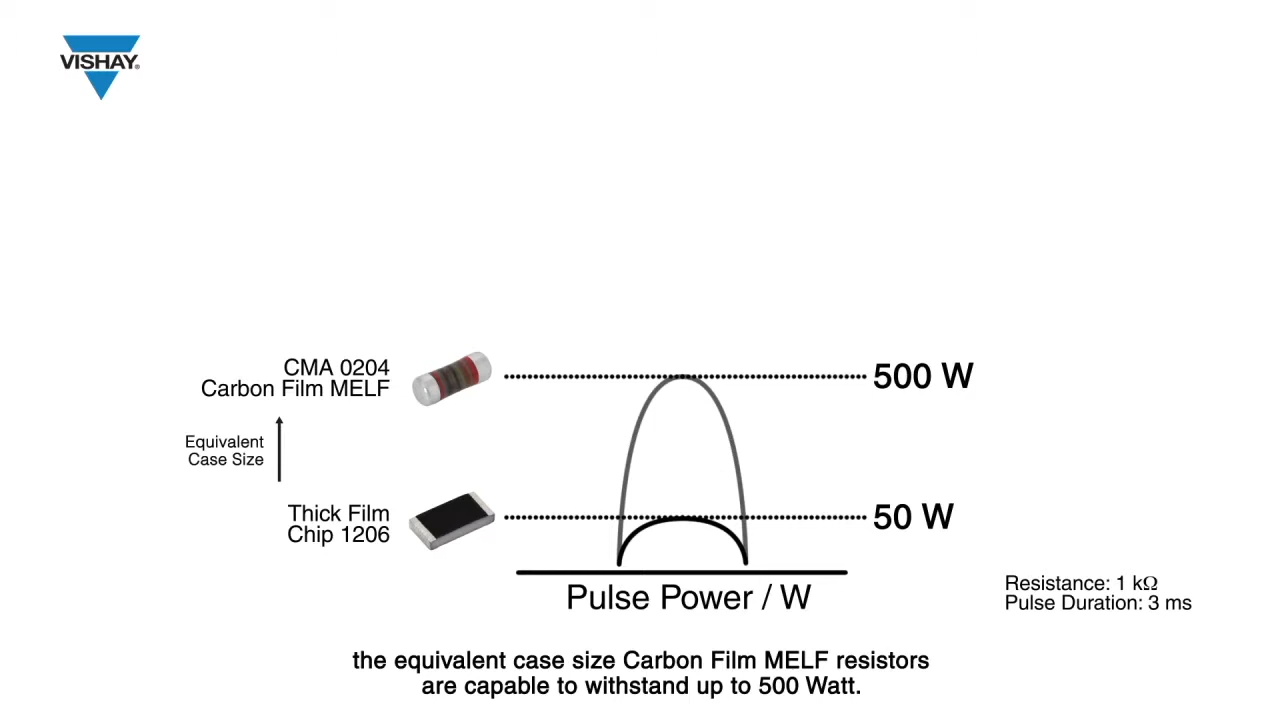 VISHAY®
CMA 0204
Carbon Film MELF
500 W
Equivalent
Case Size
Thick Film
Chip 1206
50 W
Pulse Power / W
Resistance: 1 kΩ
Pulse Duration: 3 ms
the equivalent case size Carbon Film MELF resistors
are capable to withstand up to 500 Watt.